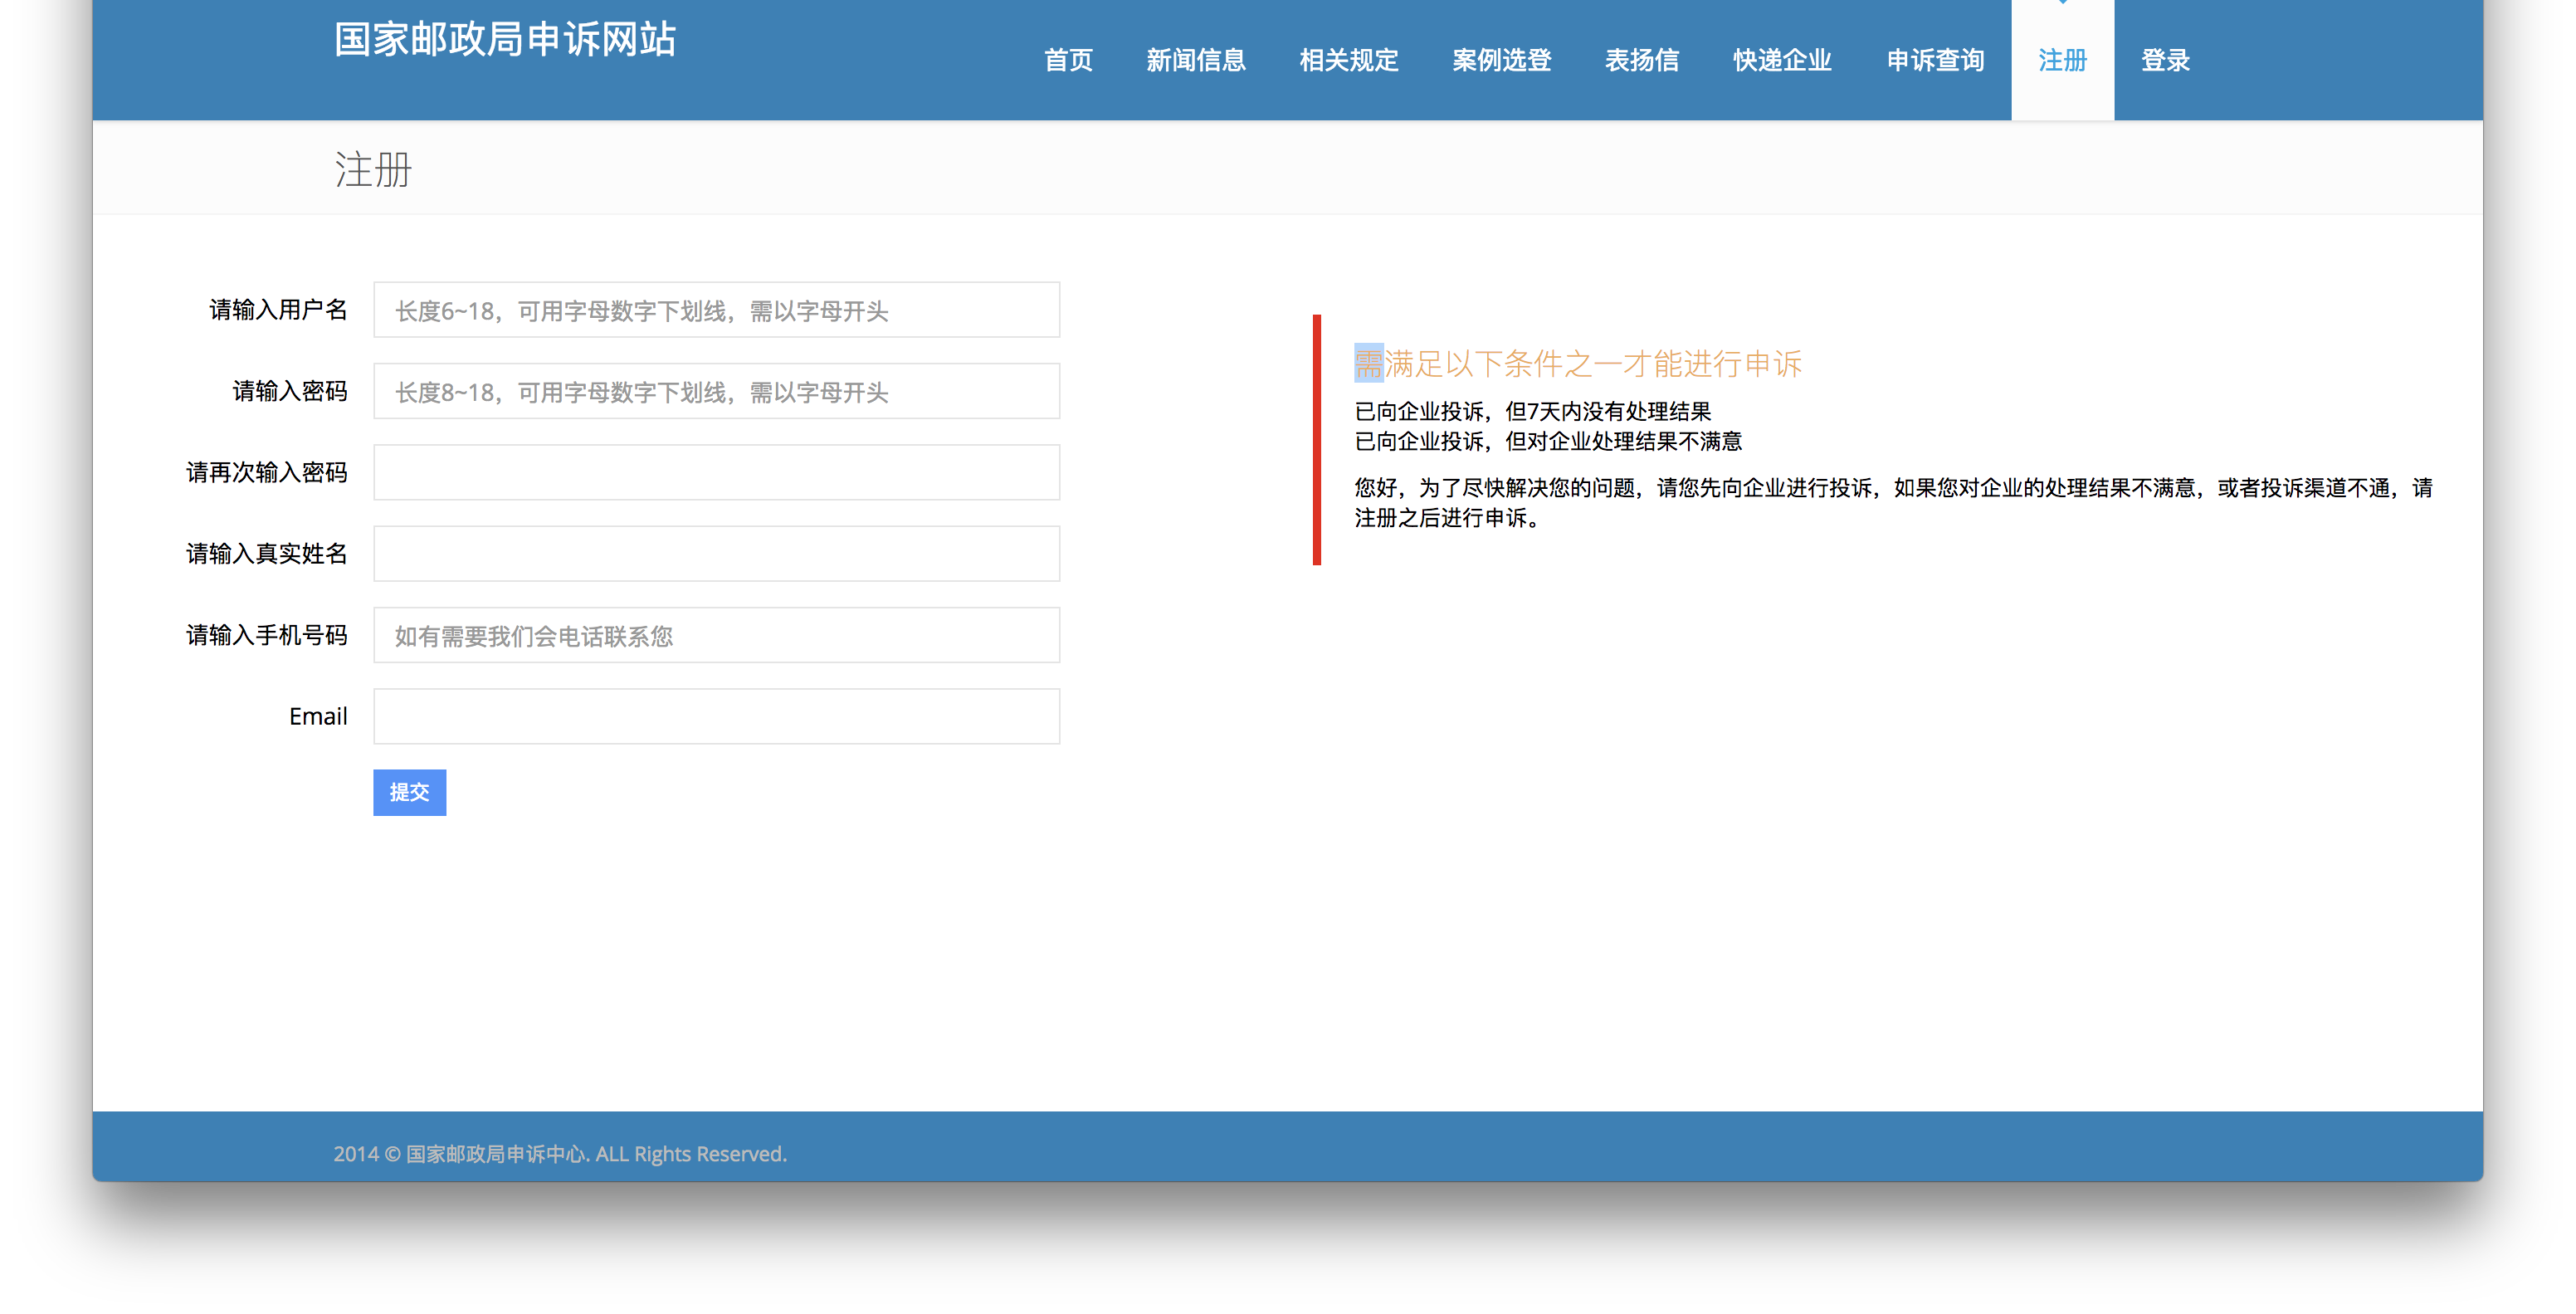 国家邮政局申诉网站
首页 新闻信息 相关规定 案例选登 表扬信 快递企业 申诉查询 注册 登录
注册
请输入用户名 长度6~18，可用字母数字下划线，需以字母开头
请输入密码 长度8~18，可用字母数字下划线，需以字母开头
请再次输入密码
请输入真实姓名
请输入手机号码 如有需要我们会电话联系您
Email
提交
需满足以下条件之一才能进行申诉
已向企业投诉，但7天内没有处理结果
已向企业投诉，但对企业处理结果不满意
您好，为了尽快解决您的问题，请您先向企业进行投诉，如果您对企业的处理结果不满意，或者投诉渠道不通，请
注册之后进行申诉。
2014 © 国家邮政局申诉中心. ALL Rights Reserved.